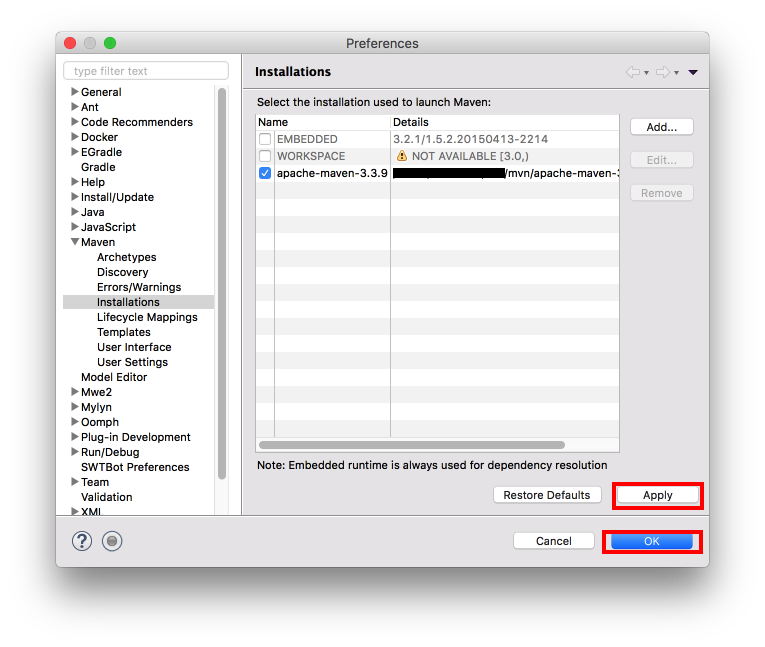 Preferences
type filter text
General
Ant
Code Recommenders
Docker
EGradle
Gradle
Help
Install/Update
Java
JavaScript
Maven
Archetypes
Discovery
Errors/Warnings
Installations
Lifecycle Mappings
Templates
User Interface
User Settings
Model Editor
Mwe2
Mylyn
Oomph
Plug-in Development
Run/Debug
SWTBot Preferences
Team
Validation
XML
Installations
Select the installation used to launch Maven:
Name Details
EMBEDDED 3.2.1/1.5.2.20150413-2214
WORKSPACE NOT AVAILABLE [3.0,)
apache-maven-3.3.9 /mvn/apache-maven-3
Add...
Edit...
Remove
Note: Embedded runtime is always used for dependency resolution
Restore Defaults Apply
? Cancel OK